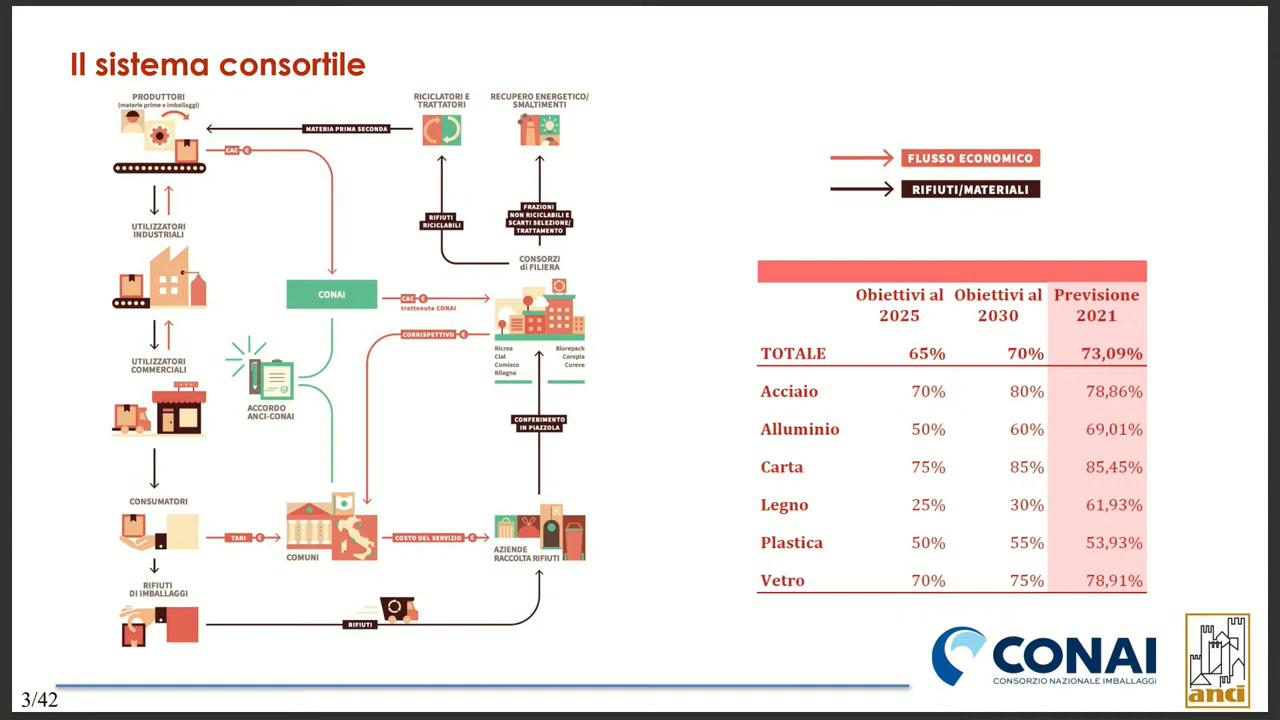 Il sistema consortile
PRODUTTORI
(materie prime e imballaggi)
RICICLATORI E
TRATTATORI
RECUPERO ENERGETICO/
SMALTIMENTI
MATERIA PRIMA SECONDA
CAC €
FLUSSO ECONOMICO
RIFIUTI/MATERIALI
RIFIUTI
RICICLABILI
FRAZIONI
NON RICICLABILI E
SCARTI SELEZIONE/
TRATTAMENTO
UTILIZZATORI
INDUSTRIALI
CONSORZI
di FILIERA
CONAI
CAC €
trattenuta CONAI
CORRISPETTIVO €
Ricrea
Cial
Comieco
Rilegno
Biorepack
Corepla
Coreve
UTILIZZATORI
COMMERCIALI
ACCORDO
ANCI-CONAI
CONFERIMENTO
IN PIAZZOLA
CONSUMATORI
TARI €
COMUNI
COSTO DEL SERVIZIO €
AZIENDE
RACCOLTA RIFIUTI
RIFIUTI
DI IMBALLAGGI
RIFIUTI
Obiettivi al 2025 Obiettivi al 2030 Previsione 2021
TOTALE 65% 70% 73,09%
Acciaio 70% 80% 78,86%
Alluminio 50% 60% 69,01%
Carta 75% 85% 85,45%
Legno 25% 30% 61,93%
Plastica 50% 55% 53,93%
Vetro 70% 75% 78,91%
CONAI
CONSORZIO NAZIONALE IMBALLAGGI
anci
3/42